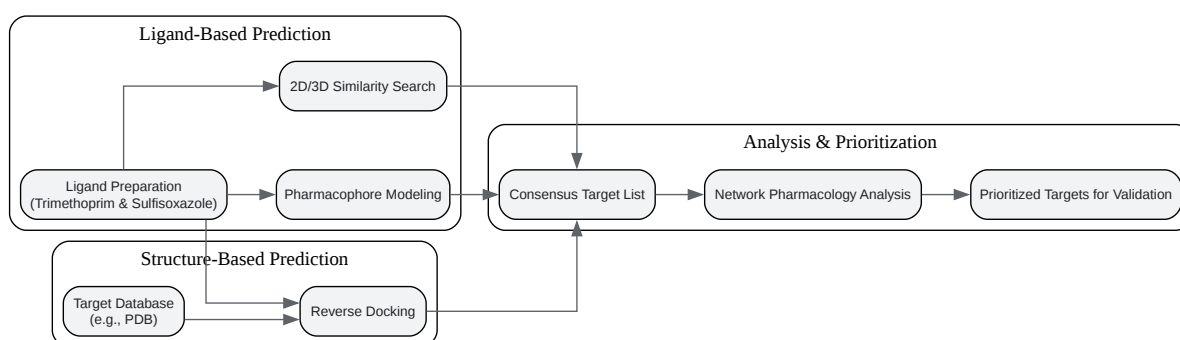 Ligand-Based Prediction
2D/3D Similarity Search
Analysis & Prioritization
Ligand Preparation
(Trimethoprim & Sulfisoxazole)
Pharmacophore Modeling
Consensus Target List
Network Pharmacology Analysis
Prioritized Targets for Validation
Structure-Based Prediction
Target Database
(e.g., PDB)
Reverse Docking